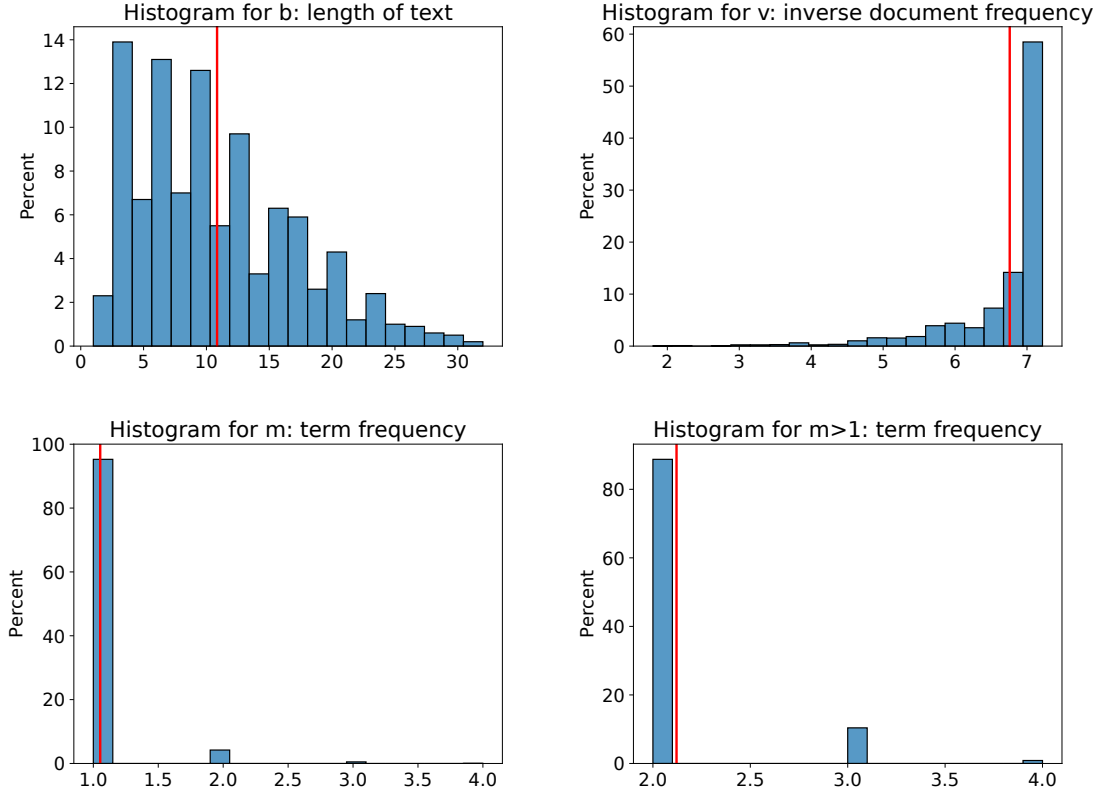 Histogram for b: length of text
Percent
14
12
10
8
6
4
2
0
0 5 10 15 20 25 30
Histogram for v: inverse document frequency
Percent
60
50
40
30
20
10
0
2 3 4 5 6 7
Histogram for m: term frequency
Percent
100
80
60
40
20
0
1.0 1.5 2.0 2.5 3.0 3.5 4.0
Histogram for m>1: term frequency
Percent
80
60
40
20
0
2.0 2.5 3.0 3.5 4.0